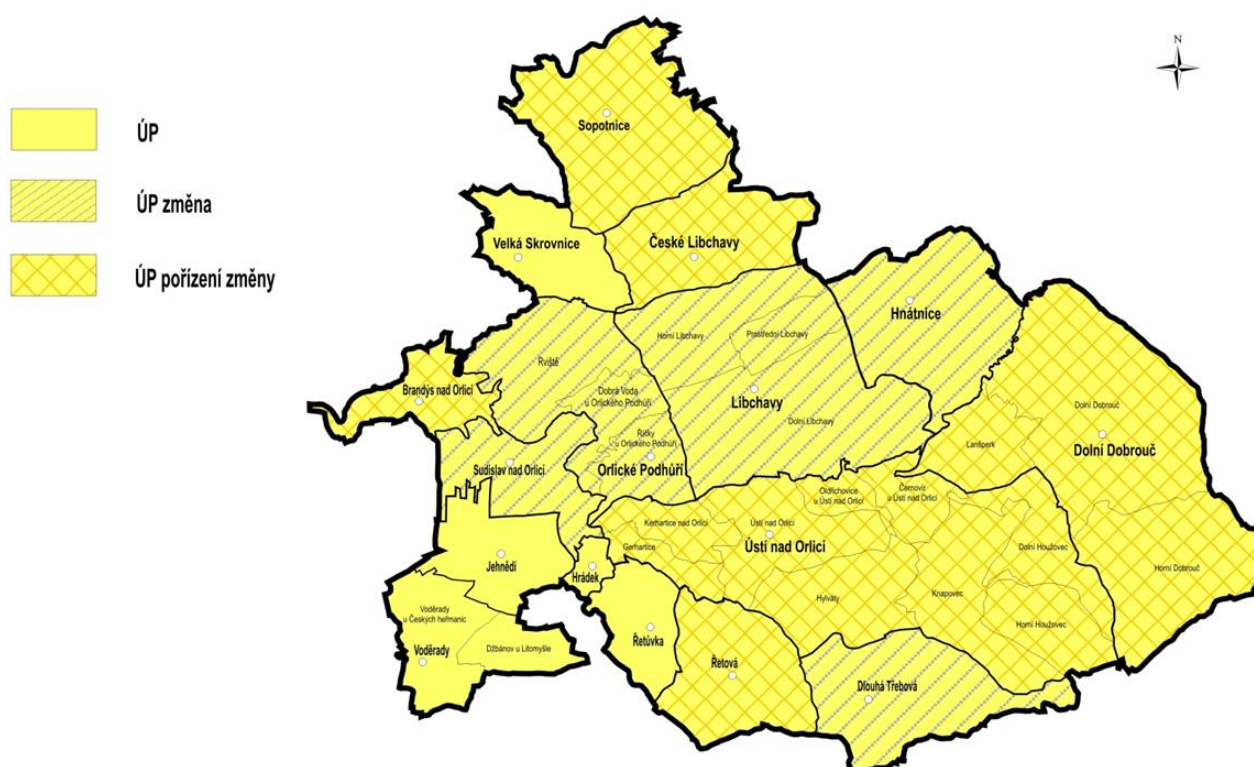 N
ÚP
ÚP změna
ÚP pořízení změny
Sopotnice
Velká Skrovnice
České Libchavy
Hnátnice
Horní Libchavy
Prostřední Libchavy
Rviště
Brandýs nad Orlicí
Dobrá Voda
u Orlického Podhůří
Libchavy
Dolní Libchavy
Dolní Dobrouč
Říčky
u Orlického Podhůří
Orlické Podhůří
Lanšperk
Dolní Dobrouč
Sudislav nad Orlicí
Oldřichovice
u Ústí nad Orlicí
Černovír
u Ústí nad Orlicí
Kerhartice nad Orlicí
Ústí nad Orlicí
Ústí nad Orlicí
Gerhartice
Dolní Houžovec
Jehnědí
Hrádek
Horní Dobrouč
Hylváty
Knapovec
Voděrady
u Českých heřmanic
Horní Houžovec
Řetůvka
Džbánov u Litomyšle
Voděrady
Řetová
Dlouhá Třebová